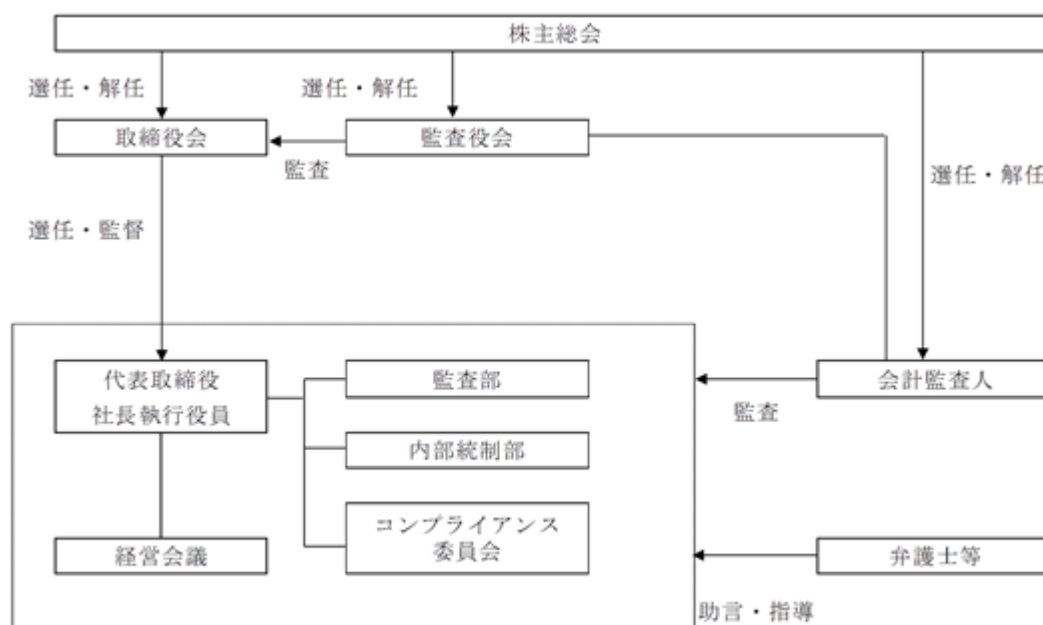 株主総会
選任・解任
選任・解任
取締役会
監査役会
監査
選任・解任
選任・監督
代表取締役
社長執行役員
監査部
会計監査人
監査
内部統制部
コンプライアンス
委員会
経営会議
弁護士等
助言・指導